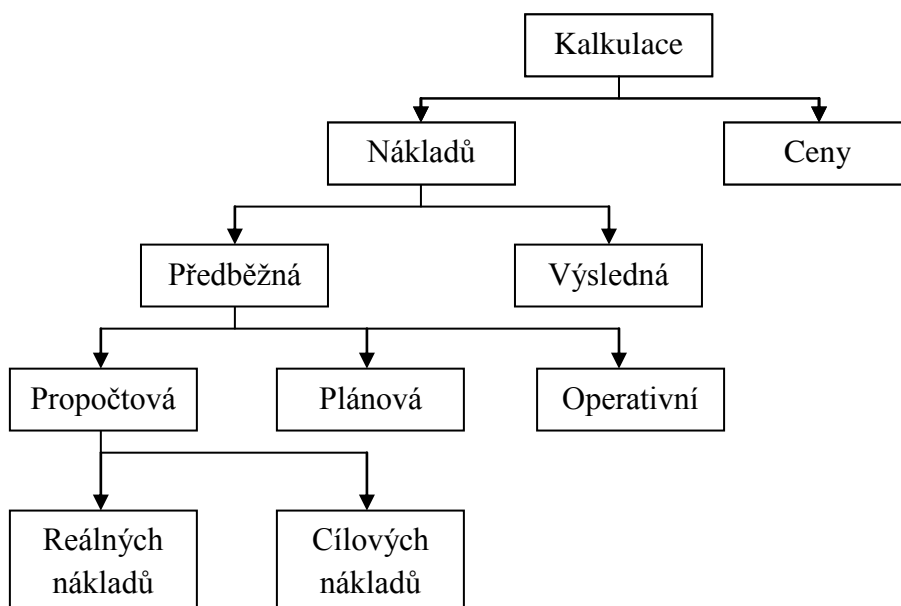 Kalkulace
Nákladů
Ceny
Předběžná
Výsledná
Propočtová
Plánová
Operativní
Reálných
nákladů
Cílových
nákladů